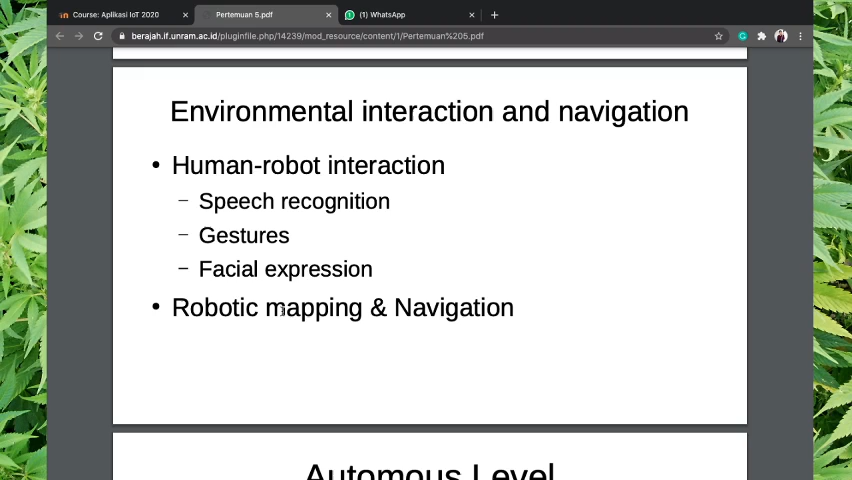 Course: Aplikasi IoT 2020
Pertemuan 5.pdf
(1) WhatsApp
berajah.if.unram.ac.id/pluginfile.php/14239/mod_resource/content/1/Pertemuan%205.pdf
Environmental interaction and navigation
• Human-robot interaction
– Speech recognition
– Gestures
– Facial expression
• Robotic mapping & Navigation
Automous Level